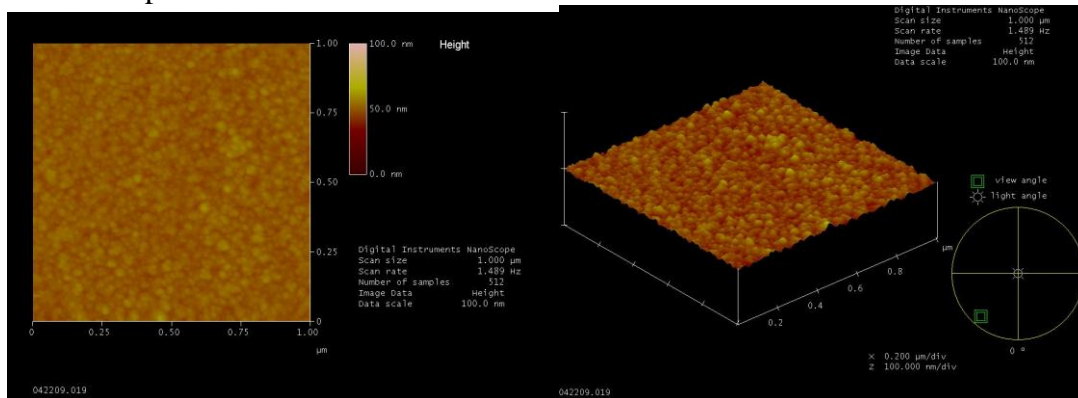 100.0 nm
Height
50.0 nm
0.0 nm
1.00
0.75
0.50
0.25
0
0 0.25 0.50 0.75 1.00
µm
Digital Instruments NanoScope
Scan size 1.000 µm
Scan rate 1.489 Hz
Number of samples 512
Image Data Height
Data scale 100.0 nm
042209.019
Digital Instruments NanoScope
Scan size 1.000 µm
Scan rate 1.489 Hz
Number of samples 512
Image Data Height
Data scale 100.0 nm
view angle
light angle
µm
0.8
0.6
0.4
0.2
X 0.200 µm/div
Z 100.000 nm/div
0 °
042209.019